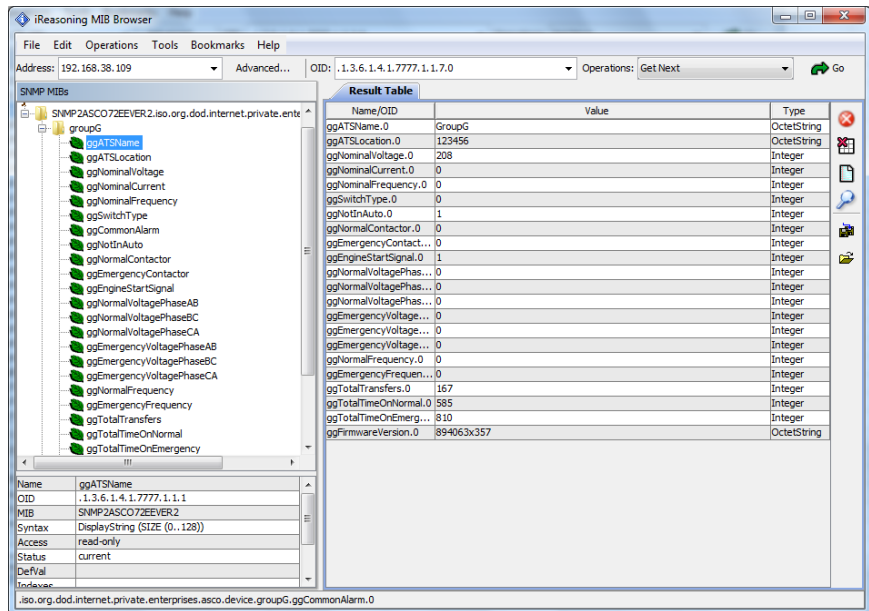 iReasoning MIB Browser
File Edit Operations Tools Bookmarks Help
Address: 192.168.38.109 Advanced... OID: .1.3.6.1.4.1.7777.1.1.7.0 Operations: Get Next Go
SNMP MIBs
SNMP2ASCO72EEVER2.iso.org.dod.internet.private.ente
groupG
ggATSName
ggATSLocation
ggNominalVoltage
ggNominalCurrent
ggNominalFrequency
ggSwitchType
ggCommonAlarm
ggNotInAuto
ggNormalContactor
ggEmergencyContactor
ggEngineStartSignal
ggNormalVoltagePhaseAB
ggNormalVoltagePhaseBC
ggNormalVoltagePhaseCA
ggEmergencyVoltagePhaseAB
ggEmergencyVoltagePhaseBC
ggEmergencyVoltagePhaseCA
ggNormalFrequency
ggEmergencyFrequency
ggTotalTransfers
ggTotalTimeOnNormal
ggTotalTimeOnEmergency
Name ggATSName
OID .1.3.6.1.4.1.7777.1.1.1
MIB SNMP2ASCO72EEVER2
Syntax DisplayString (SIZE (0..128))
Access read-only
Status current
DefVal
Indexes
Result Table
Name/OID Value Type
ggATSName.0 GroupG OctetString
ggATSLocation.0 123456 OctetString
ggNominalVoltage.0 208 Integer
ggNominalCurrent.0 0 Integer
ggNominalFrequency.0 0 Integer
ggSwitchType.0 0 Integer
ggNotInAuto.0 1 Integer
ggNormalContactor.0 0 Integer
ggEmergencyContact... 0 Integer
ggEngineStartSignal.0 1 Integer
ggNormalVoltagePhas... 0 Integer
ggNormalVoltagePhas... 0 Integer
ggNormalVoltagePhas... 0 Integer
ggEmergencyVoltage... 0 Integer
ggEmergencyVoltage... 0 Integer
ggEmergencyVoltage... 0 Integer
ggNormalFrequency.0 0 Integer
ggEmergencyFrequen... 0 Integer
ggTotalTransfers.0 167 Integer
ggTotalTimeOnNormal.0 585 Integer
ggTotalTimeOnEmerg... 810 Integer
ggFirmwareVersion.0 894063x357 OctetString
.iso.org.dod.internet.private.enterprises.asco.device.groupG.ggCommonAlarm.0